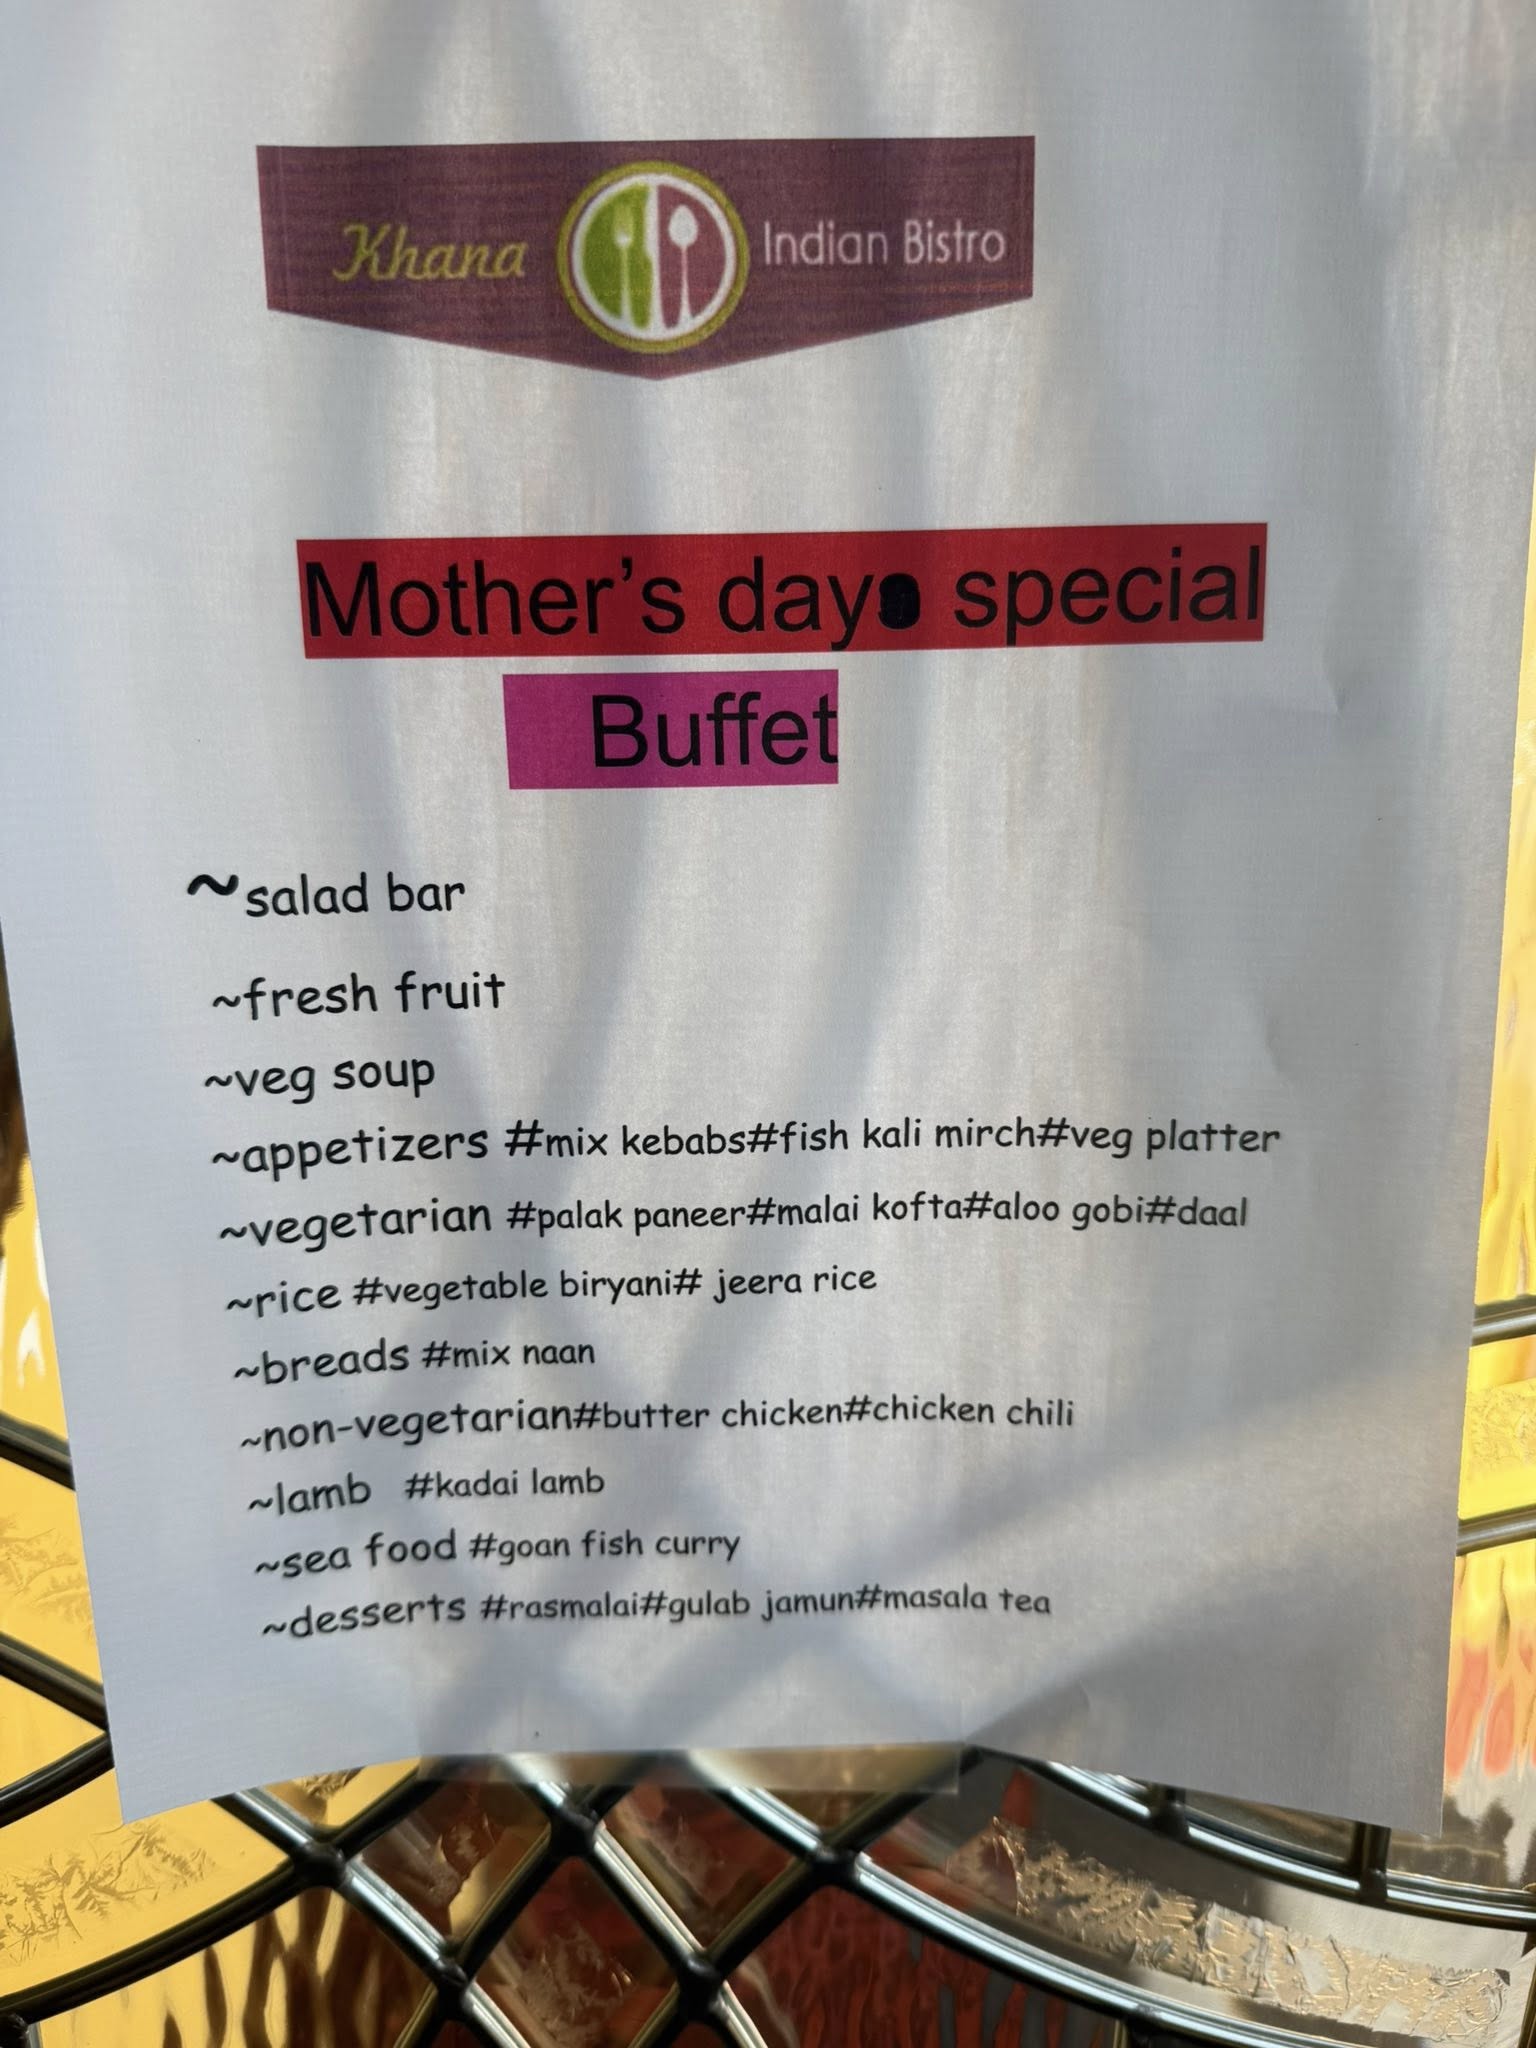 Khana Indian Bistro
Mother's day special
Buffet
~salad bar
~fresh fruit
~veg soup
~appetizers #mix kebabs#fish kali mirch#veg platter
~vegetarian #palak paneer#malai kofta#aloo gobi#daal
~rice #vegetable biryani# jeera rice
~breads #mix naan
~non-vegetarian#butter chicken#chicken chili
~lamb #kadai lamb
~sea food #goan fish curry
~desserts #rasmalai#gulab jamun#masala tea